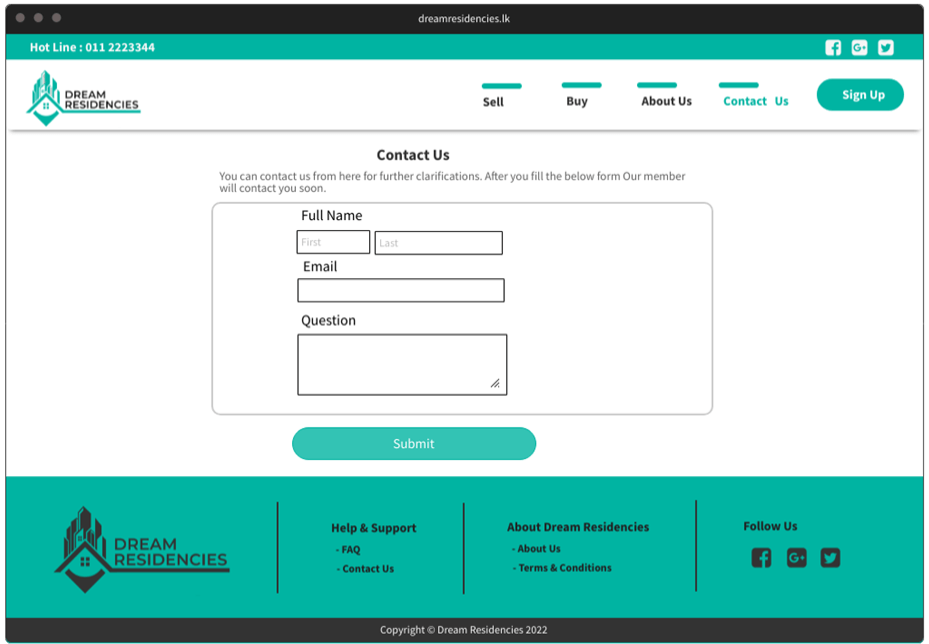 dreamresidencies.lk
Hot Line : 011 2223344
DREAM
RESIDENCIES
Sell Buy About Us Contact Us Sign Up
Contact Us
You can contact us from here for further clarifications. After you fill the below form Our member
will contact you soon.
Full Name
First Last
Email
Question
Submit
DREAM
RESIDENCIES
Help & Support
- FAQ
- Contact Us
About Dream Residencies
- About Us
- Terms & Conditions
Follow Us
G+
Copyright © Dream Residencies 2022